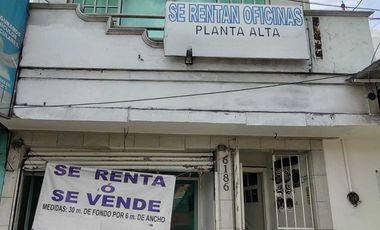 SE RENTAN OFICINAS
PLANTA ALTA
SE RENTA
Ó
SE VENDE
MEDIDAS: 30 m. DE FONDO POR 6 m. DE ANCHO
6186